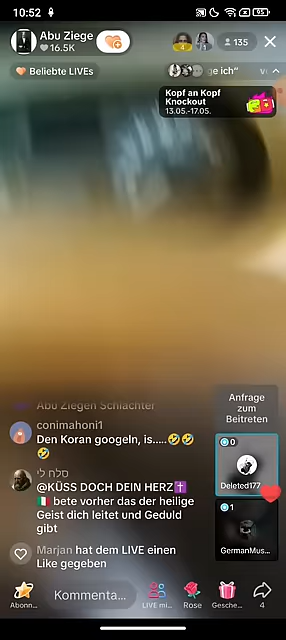 10:52
95
Abu Ziege
16.5K
4
135
Beliebte LIVEs
ge ich"
Kopf an Kopf
Knockout
13.05.-17.05.
Abu Ziegen Schlachter
conimahoni1
Den Koran googeln, is.....🤣🤣
🤣
סלח לי
@KÜSS DOCH DEIN HERZ✝️
🇮🇹 bete vorher das der heilige
Geist dich leitet und Geduld
gibt
Marjan hat dem LIVE einen
Like gegeben
Anfrage
zum
Beitreten
0
Deleted177
1
GermanMus...
Abonn...
Kommenta...
LIVE mi...
Rose
Gesche...
4